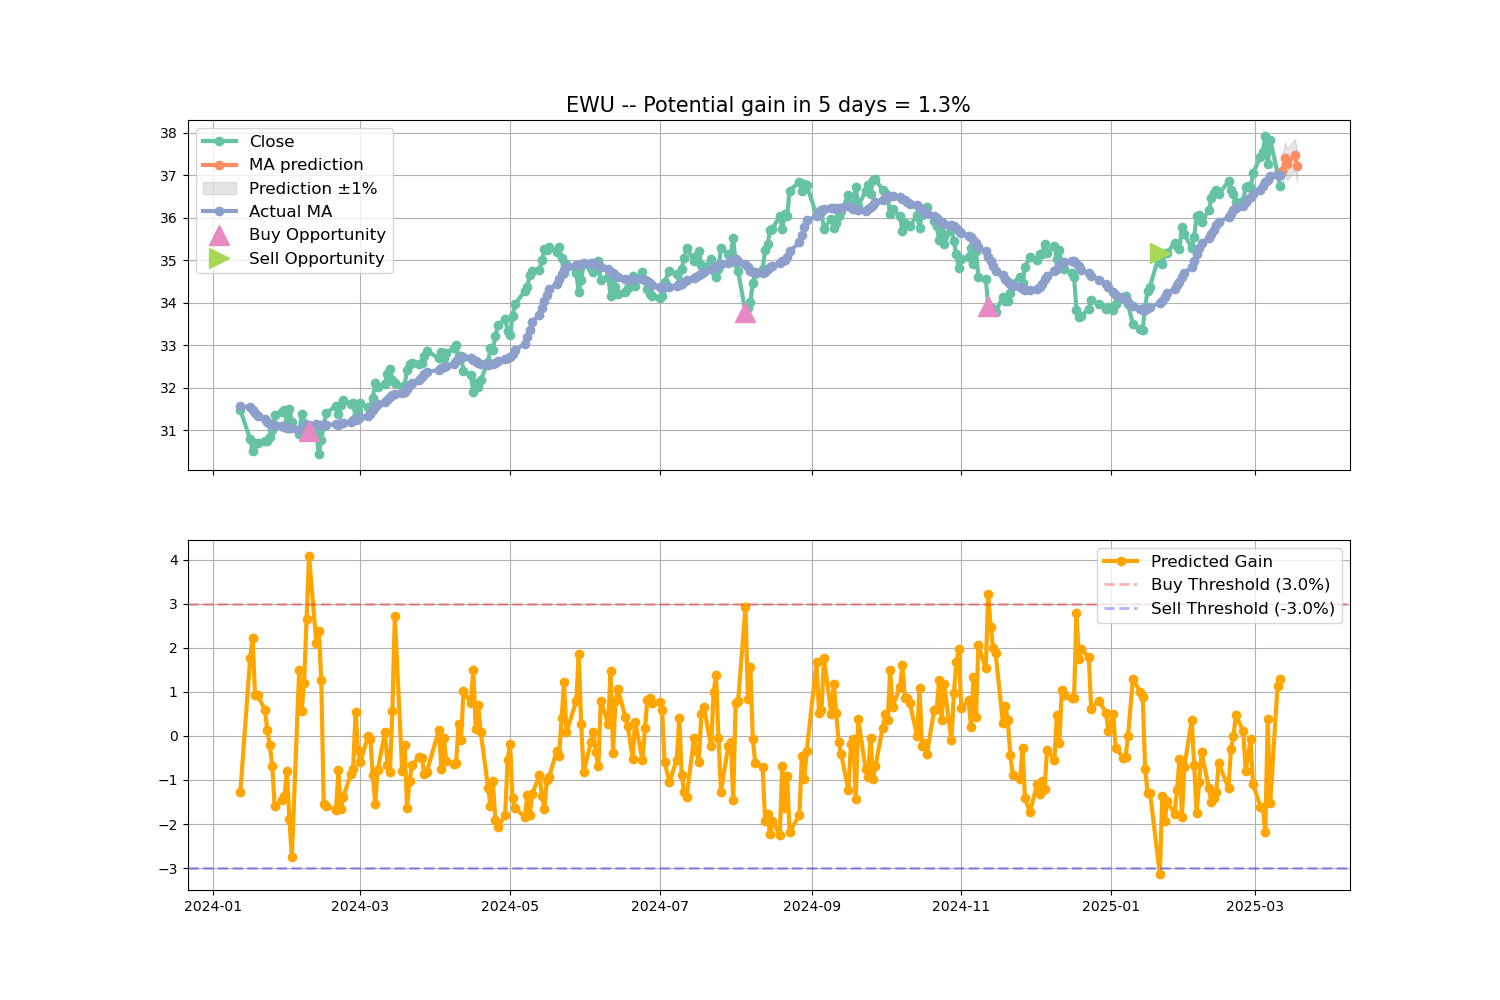 EWU -- Potential gain in 5 days = 1.3%
38
37
36
35
34
33
32
31
Close
MA prediction
Prediction ±1%
Actual MA
Buy Opportunity
Sell Opportunity
4
3
2
1
0
−1
−2
−3
Predicted Gain
Buy Threshold (3.0%)
Sell Threshold (-3.0%)
2024-01
2024-03
2024-05
2024-07
2024-09
2024-11
2025-01
2025-03